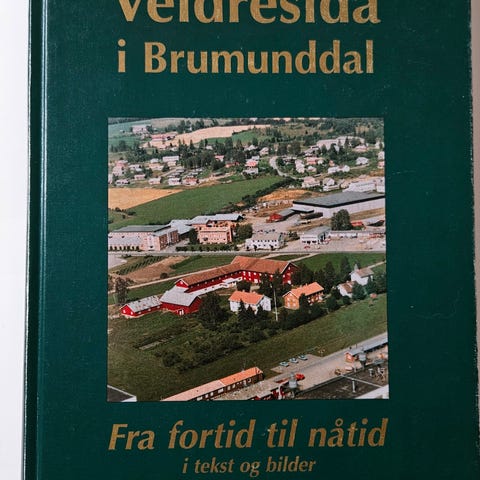 Veldresida
i Brumunddal
Fra fortid til nåtid
i tekst og bilder